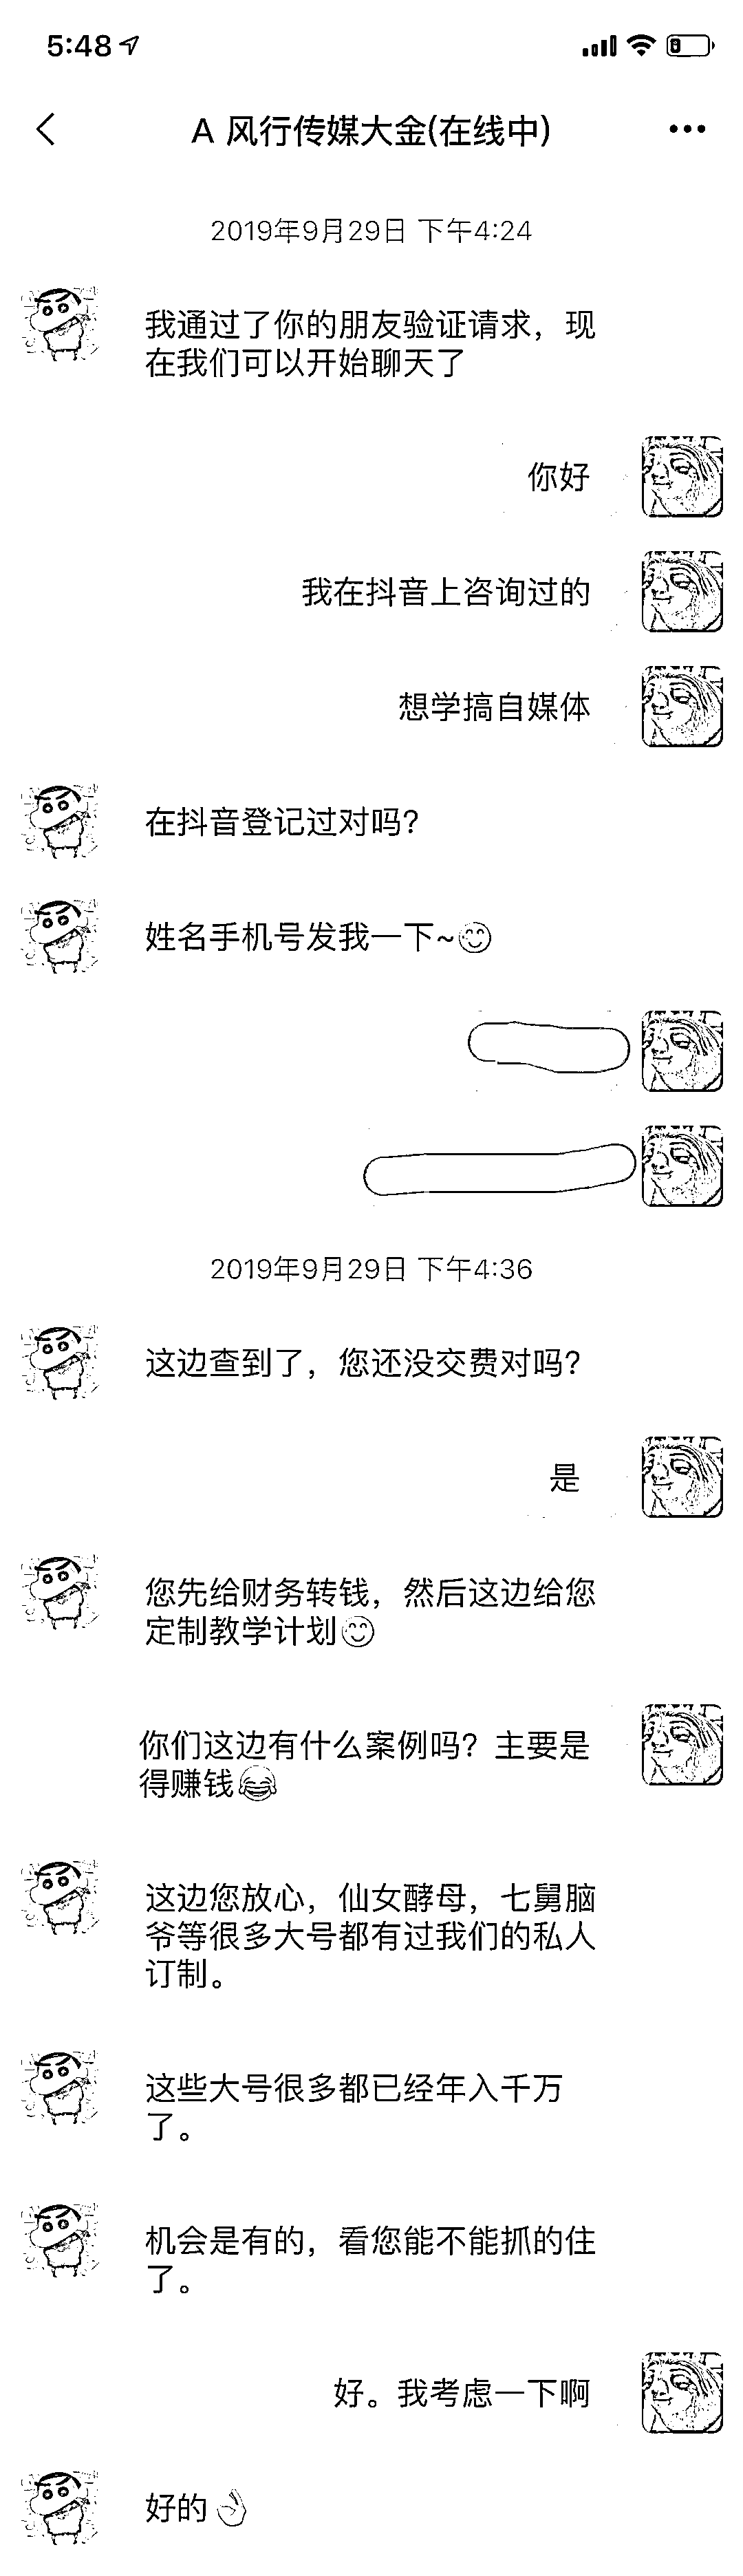 5:48
A 风行传媒大金(在线中)
2019年9月29日 下午4:24
我通过了你的朋友验证请求，现
在我们可以开始聊天了
你好
我在抖音上咨询过的
想学搞自媒体
在抖音登记过对吗？
姓名手机号发我一下~😊
2019年9月29日 下午4:36
这边查到了，您还没交费对吗？
是
您先给财务转钱，然后这边给您
定制教学计划😊
你们这边有什么案例吗？主要是
得赚钱😂
这边您放心，仙女酵母，七舅脑
爷等很多大号都有过我们的私人
订制。
这些大号很多都已经年入千万
了。
机会是有的，看您能不能抓的住
了。
好。我考虑一下啊
好的👌